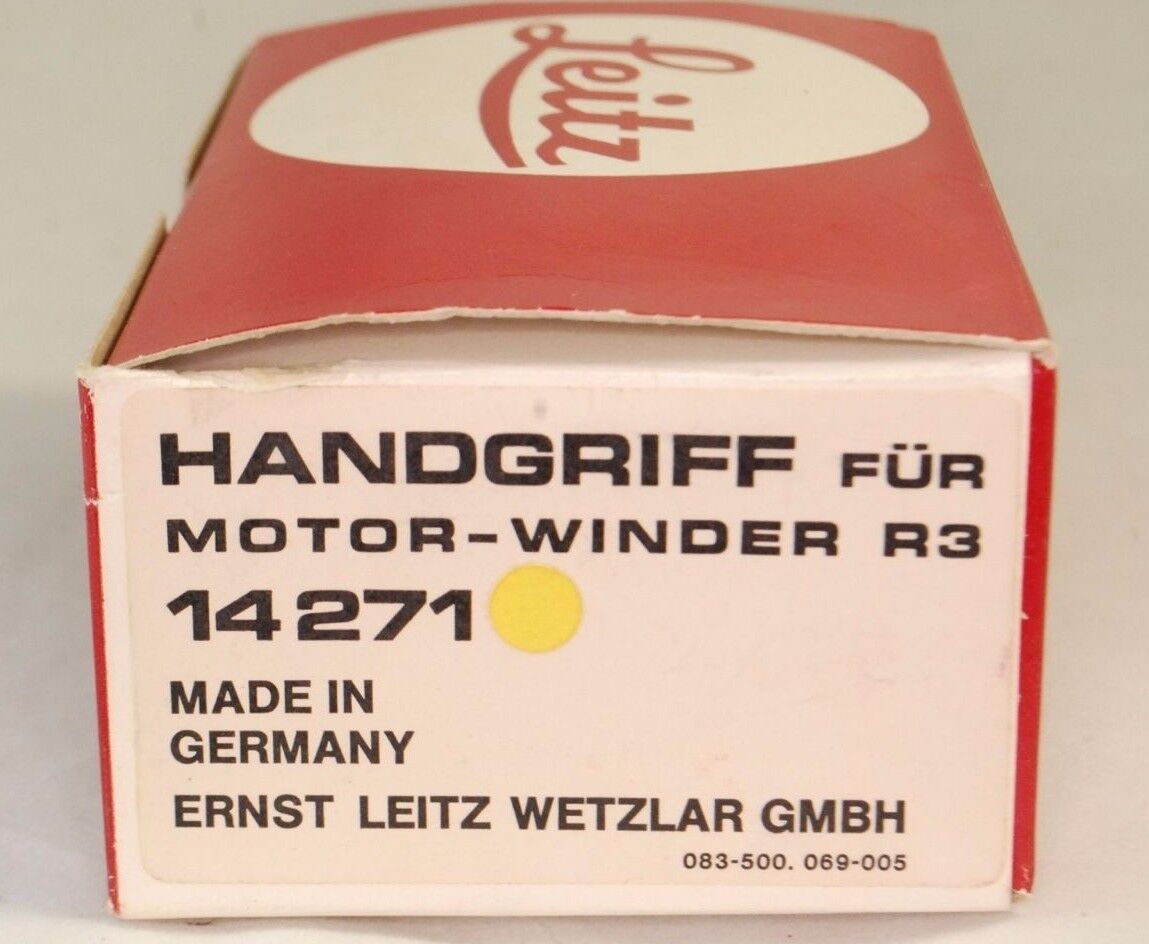 Leitz
HANDGRIFF FÜR
MOTOR-WINDER R3
14271
MADE IN
GERMANY
ERNST LEITZ WETZLAR GMBH
083-500. 069-005